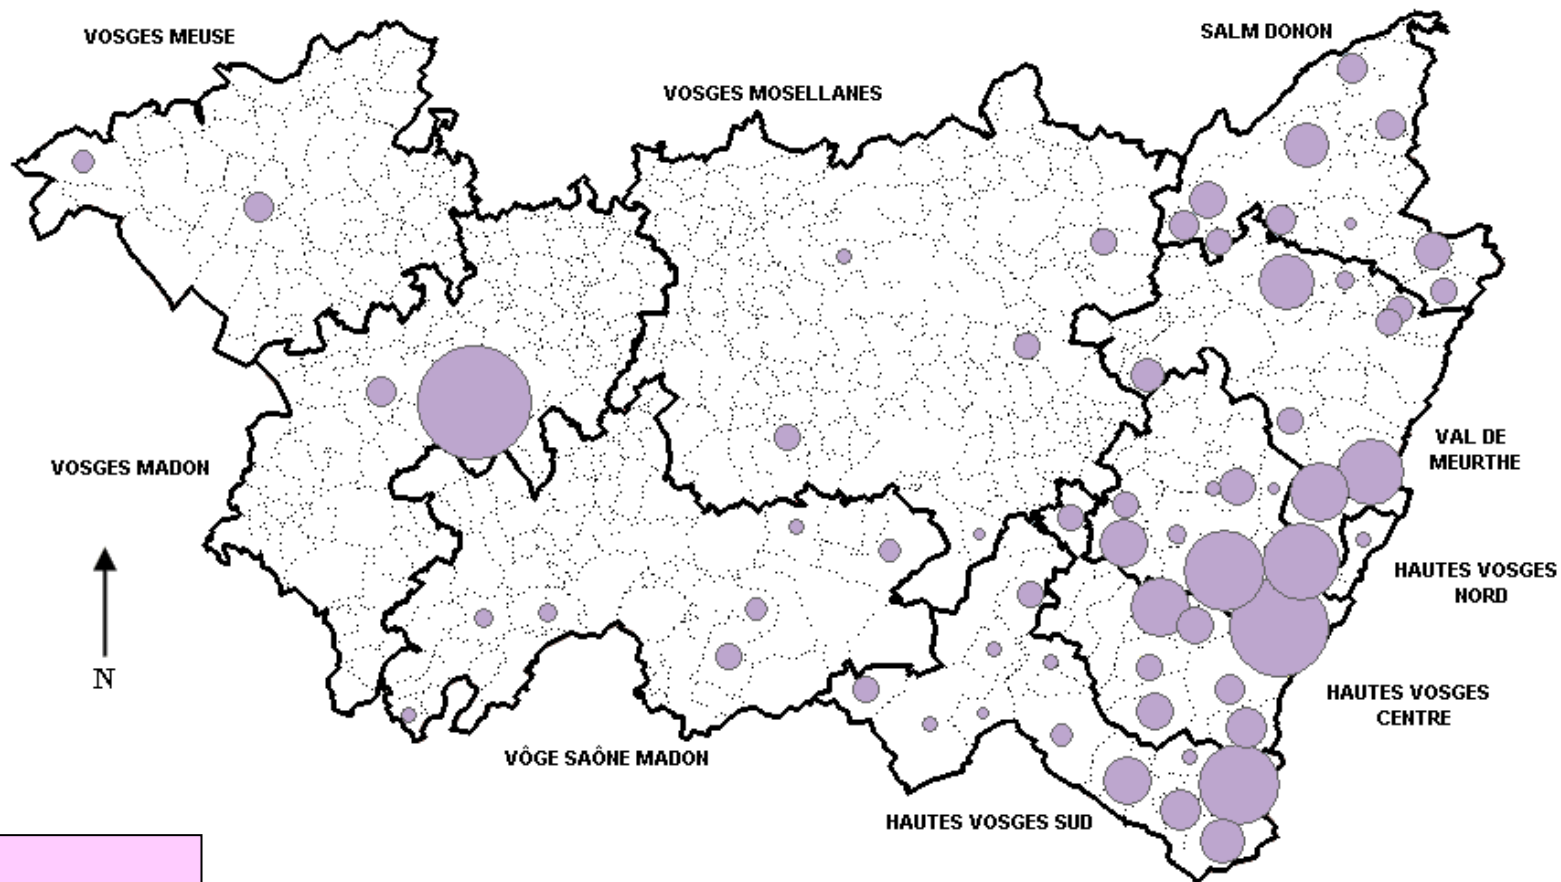 SALM DONON
VOSGES MEUSE
VOSGES MOSELLANES
VAL DE
MEURTHE
VOSGES MADON
HAUTES VOSGES
NORD
N
HAUTES VOSGES
CENTRE
VÔGE SAÔNE MADON
HAUTES VOSGES SUD